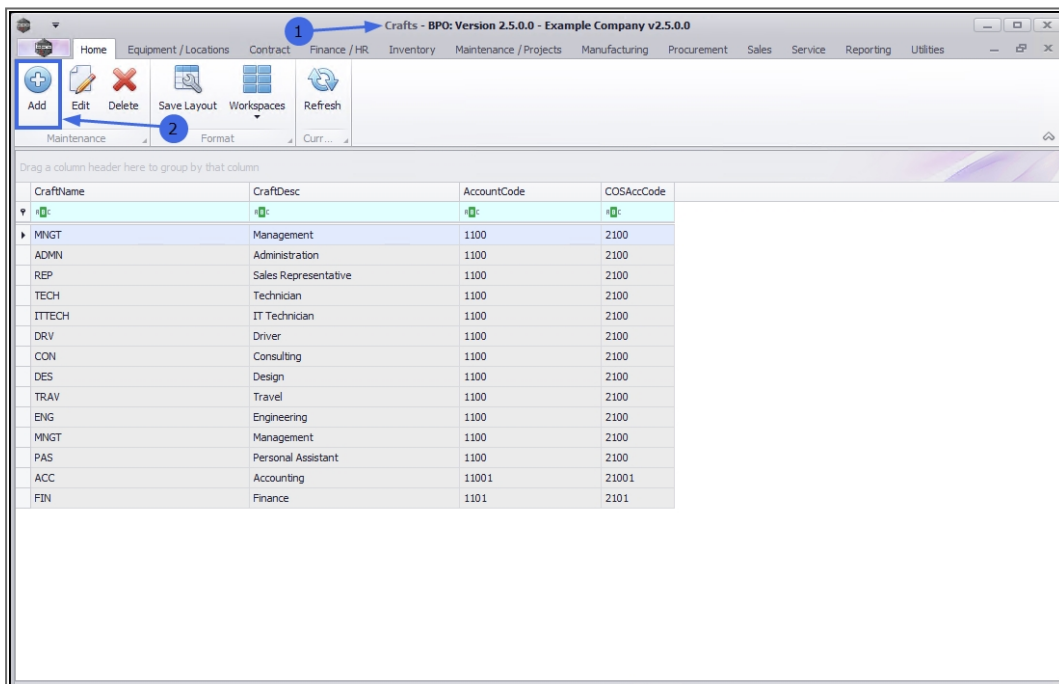 1
Crafts - BPO: Version 2.5.0.0 - Example Company v2.5.0.0
Home Equipment / Locations Contract Finance / HR Inventory Maintenance / Projects Manufacturing Procurement Sales Service Reporting Utilities
Add Edit Delete Save Layout Workspaces Refresh
2
Maintenance Format Curr...
Drag a column header here to group by that column
CraftName CraftDesc AccountCode COSAccCode
MNGT Management 1100 2100
ADMN Administration 1100 2100
REP Sales Representative 1100 2100
TECH Technician 1100 2100
ITTECH IT Technician 1100 2100
DRV Driver 1100 2100
CON Consulting 1100 2100
DES Design 1100 2100
TRAV Travel 1100 2100
ENG Engineering 1100 2100
MNGT Management 1100 2100
PAS Personal Assistant 1100 2100
ACC Accounting 11001 21001
FIN Finance 1101 2101